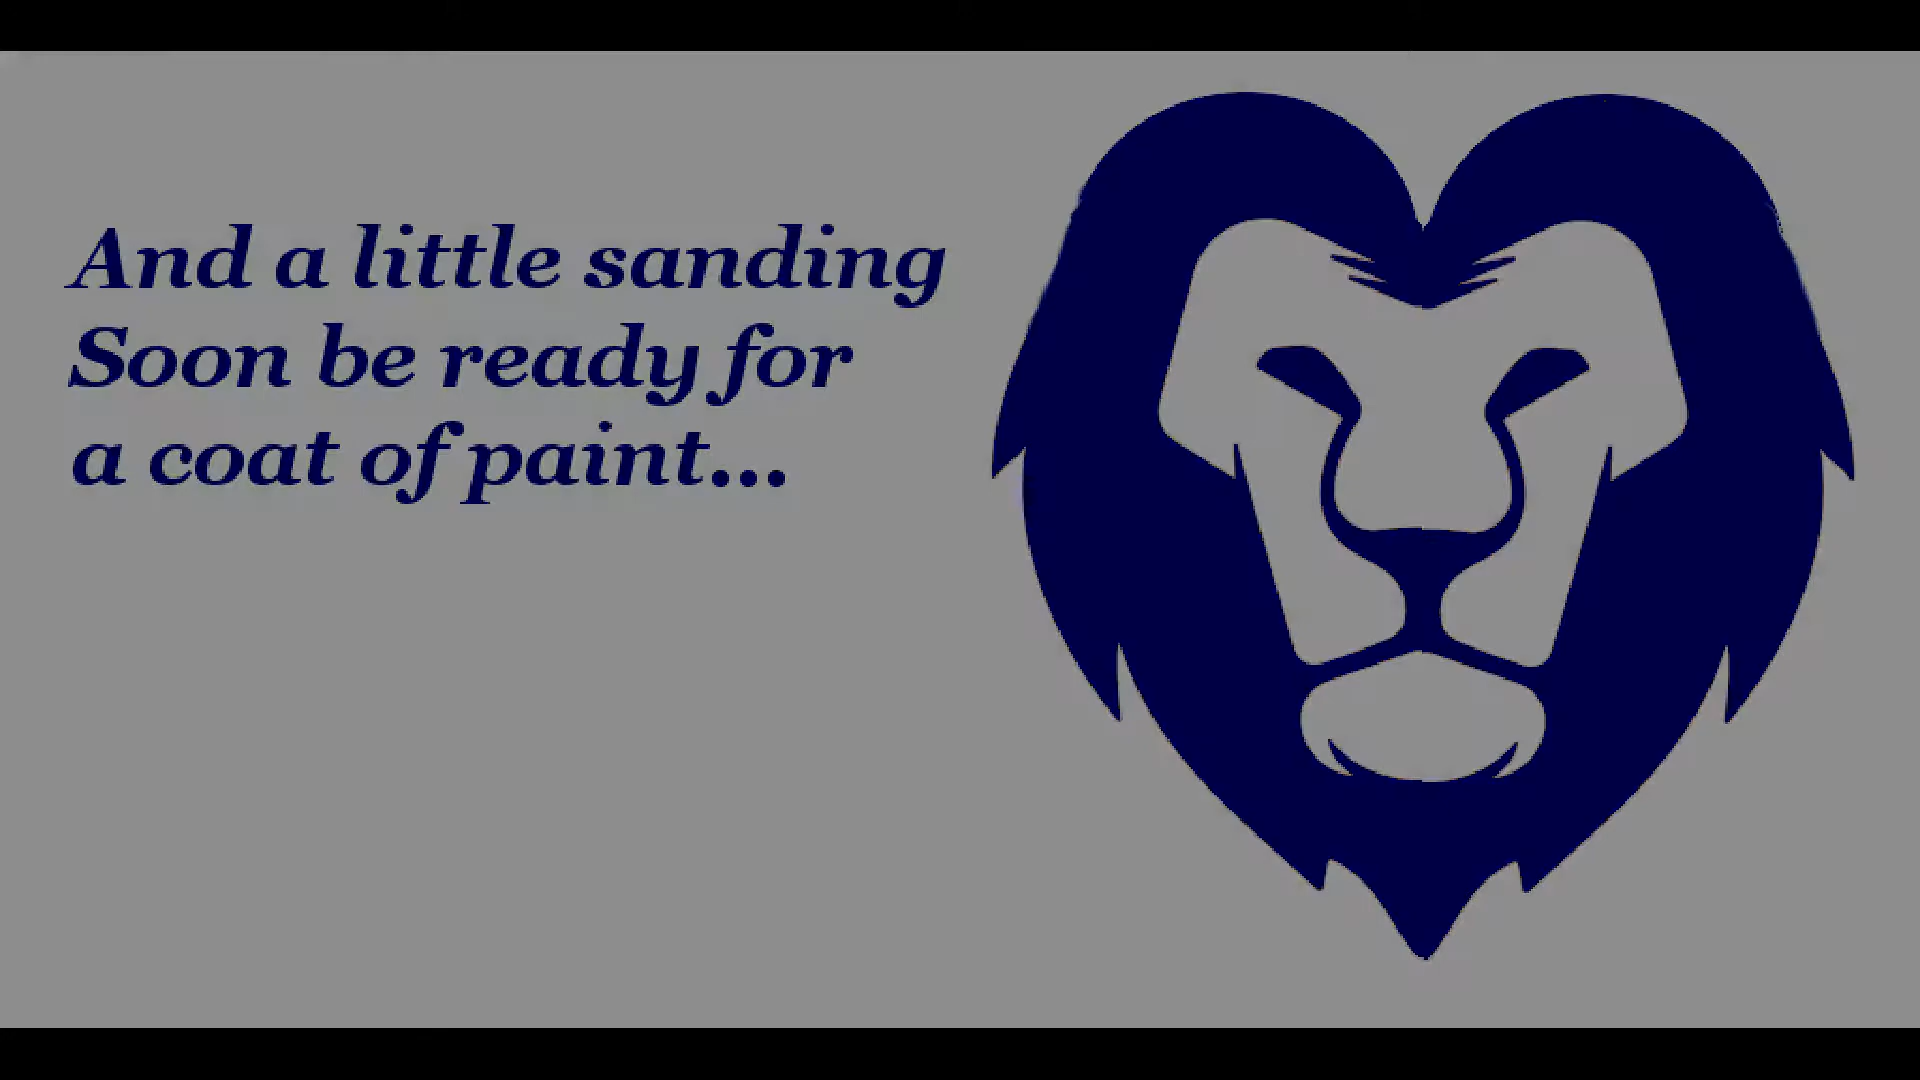 And a little sanding
Soon be ready for
a coat of paint...